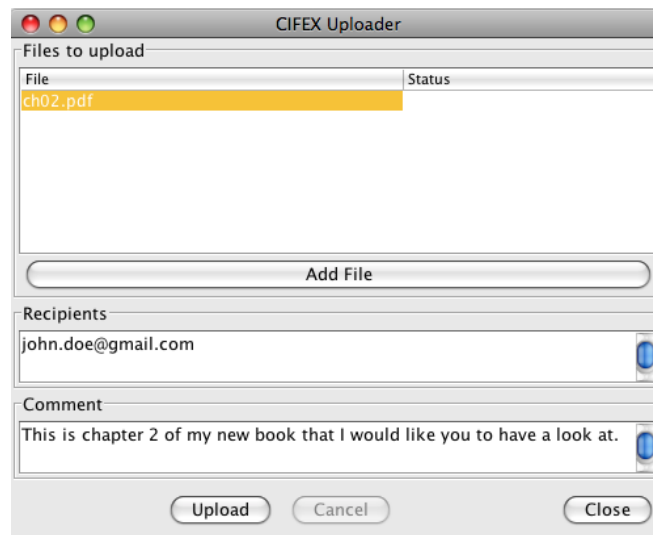 CIFEX Uploader
Files to upload
File Status
ch02.pdf
Add File
Recipients
john.doe@gmail.com
Comment
This is chapter 2 of my new book that I would like you to have a look at.
Upload Cancel Close